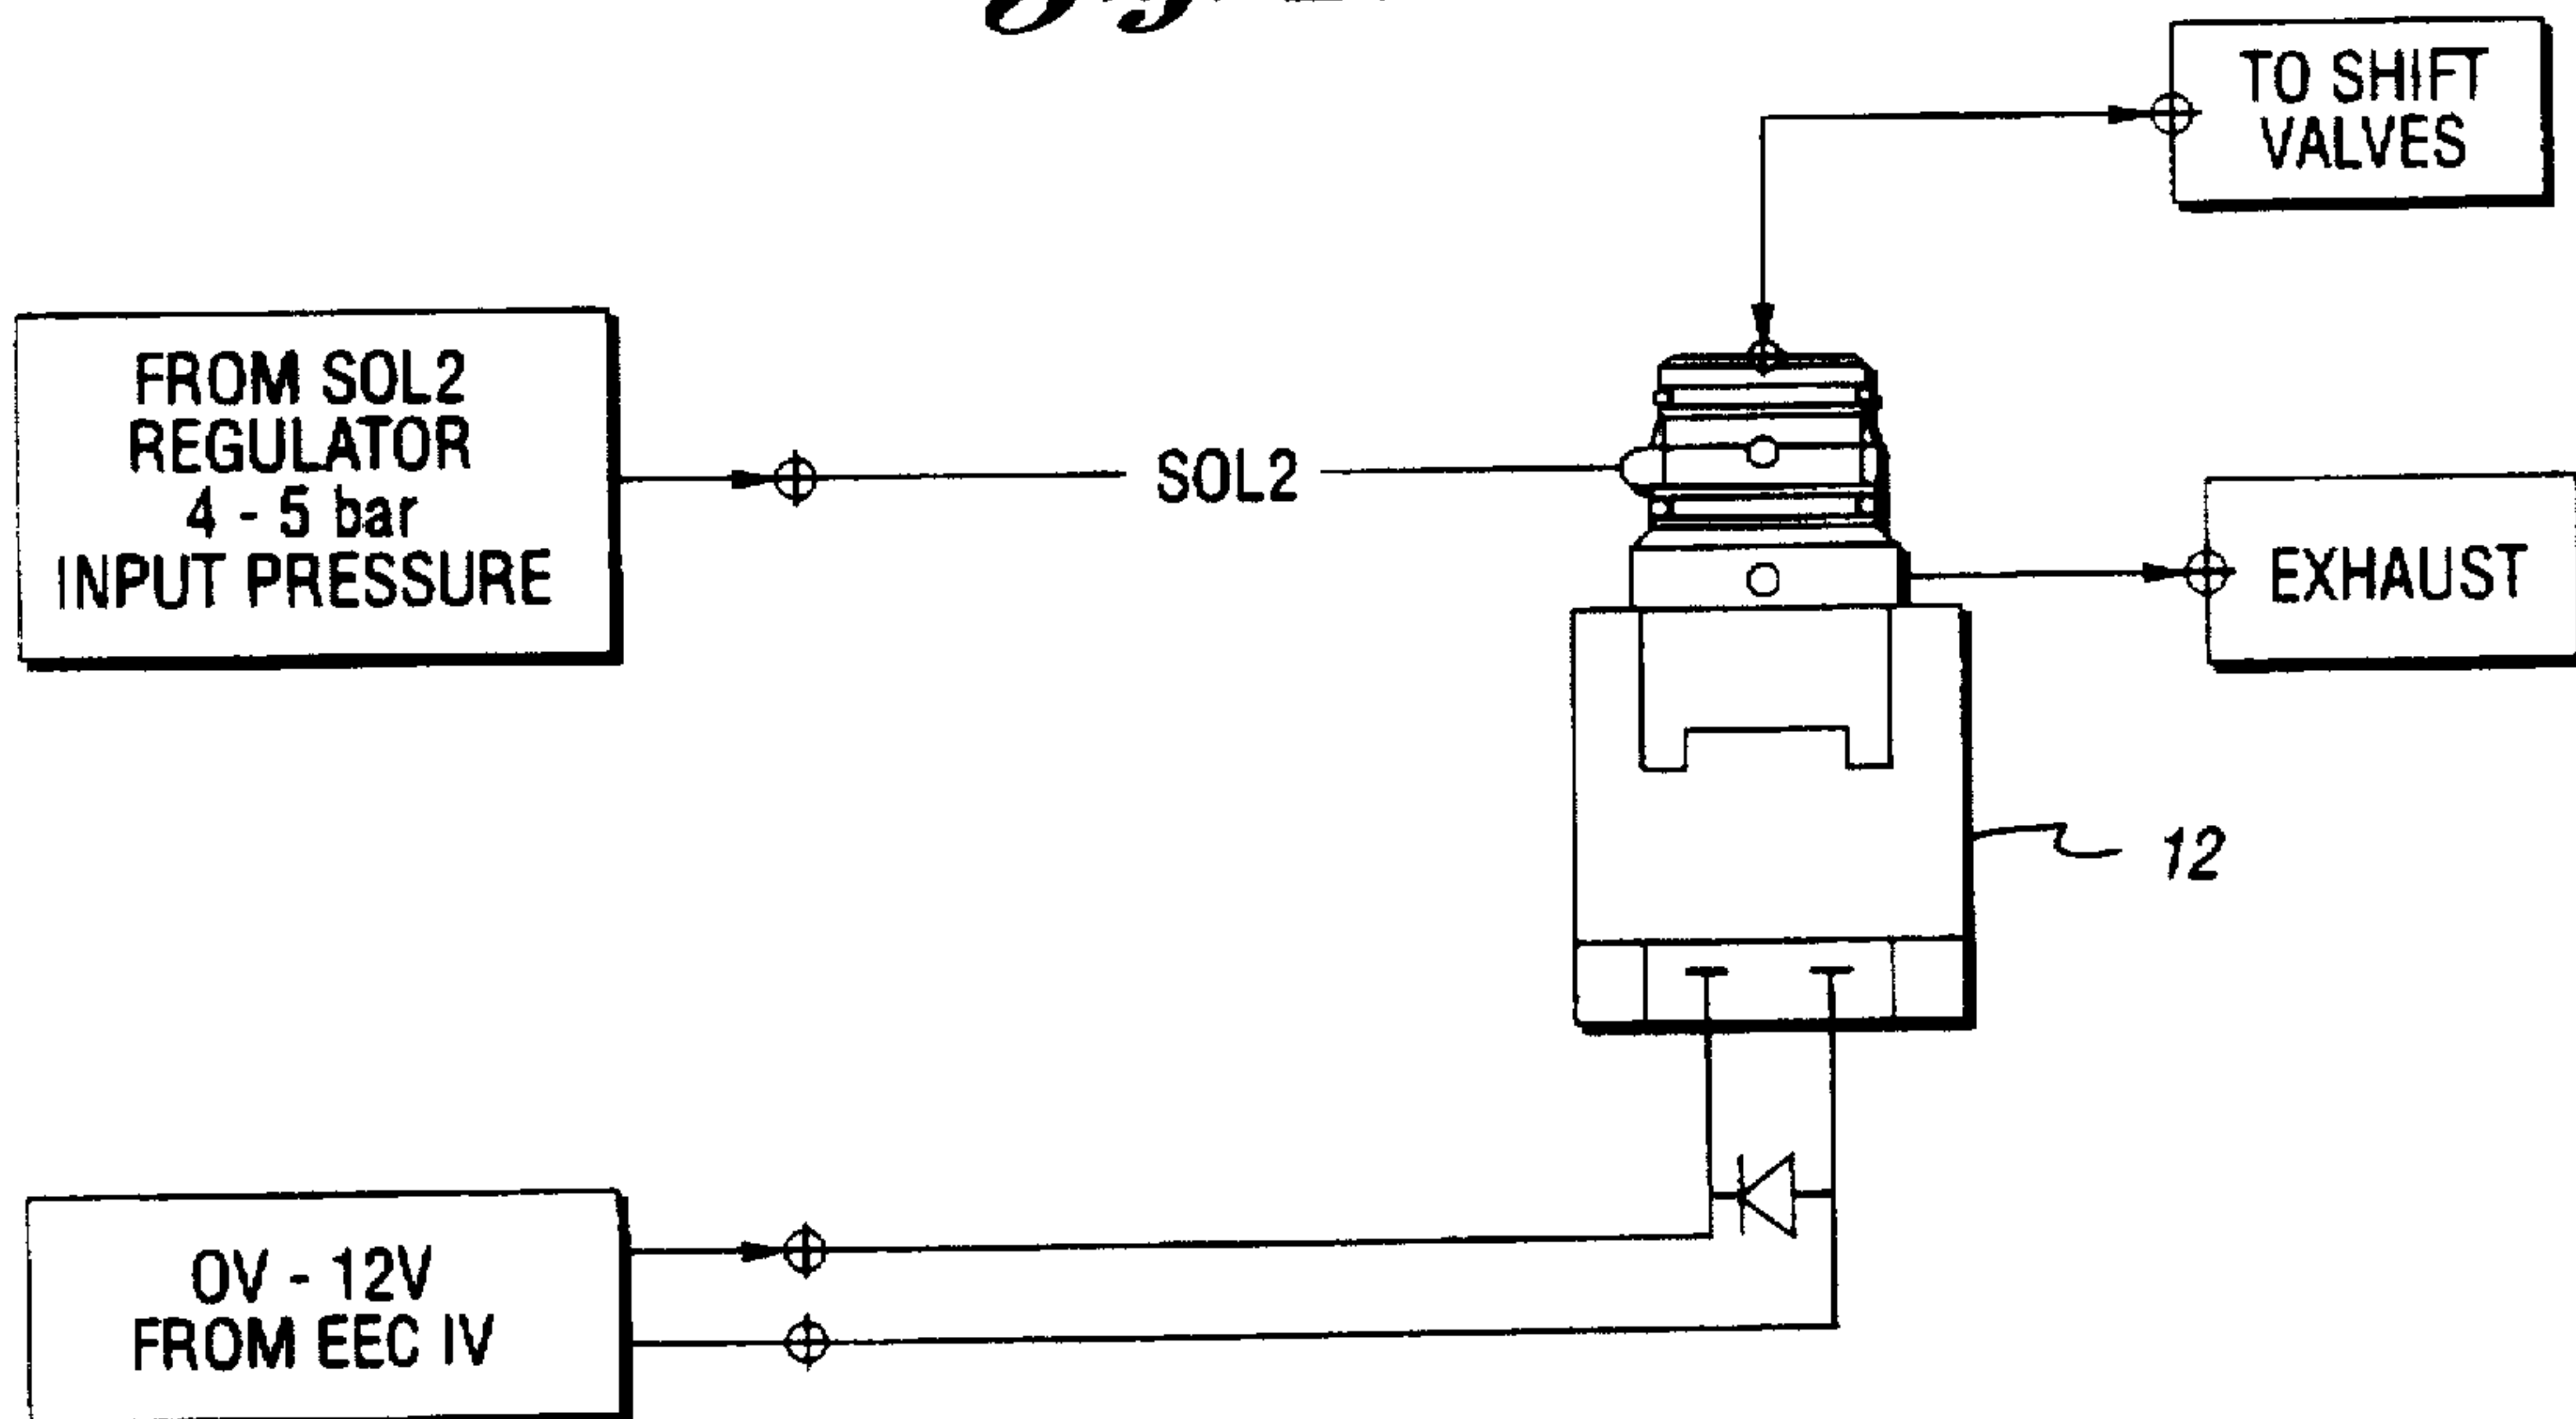 TO SHIFT
VALVES
FROM SOL2
REGULATOR
4 - 5 bar
INPUT PRESSURE
SOL2
EXHAUST
12
0V - 12V
FROM EEC IV